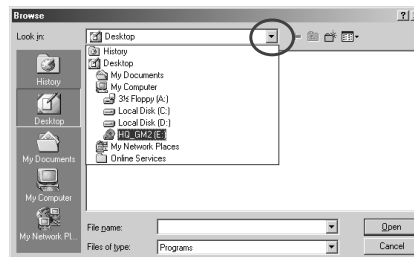 Browse
?
Look in:
Desktop
History
Desktop
My Documents
My Computer
3½ Floppy (A:)
Local Disk (C:)
Local Disk (D:)
HQ_GM2 (E:)
My Network Places
Online Services
History
Desktop
My Documents
My Computer
My Network Pl...
File name:
Open
Files of type:
Programs
Cancel